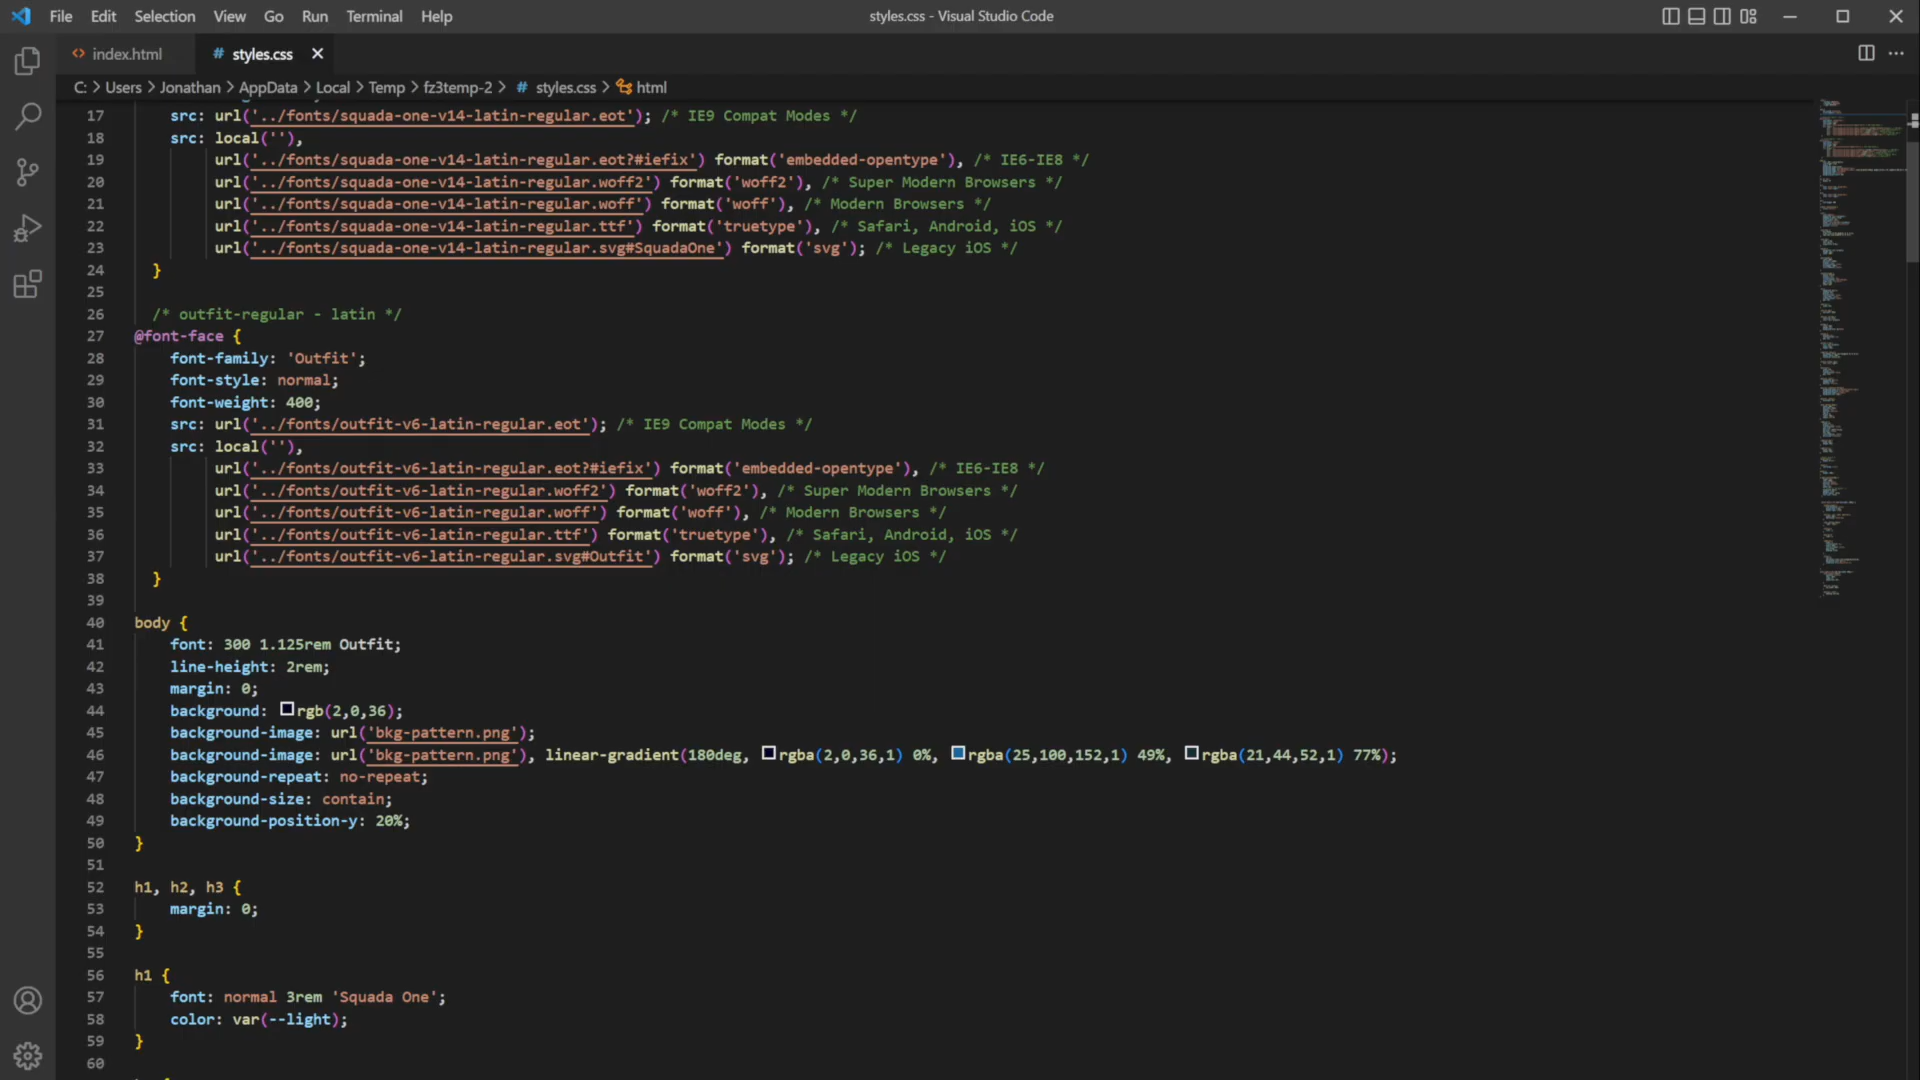 File Edit Selection View Go Run Terminal Help
styles.css - Visual Studio Code
index.html
# styles.css
C: > Users > Jonathan > AppData > Local > Temp > fz3temp-2 > # styles.css > html
17 src: url('../fonts/squada-one-v14-latin-regular.eot'); /* IE9 Compat Modes */
18 src: local(''),
19 url('../fonts/squada-one-v14-latin-regular.eot?#iefix') format('embedded-opentype'), /* IE6-IE8 */
20 url('../fonts/squada-one-v14-latin-regular.woff2') format('woff2'), /* Super Modern Browsers */
21 url('../fonts/squada-one-v14-latin-regular.woff') format('woff'), /* Modern Browsers */
22 url('../fonts/squada-one-v14-latin-regular.ttf') format('truetype'), /* Safari, Android, iOS */
23 url('../fonts/squada-one-v14-latin-regular.svg#SquadaOne') format('svg'); /* Legacy iOS */
24 }
25
26 /* outfit-regular - latin */
27 @font-face {
28 font-family: 'Outfit';
29 font-style: normal;
30 font-weight: 400;
31 src: url('../fonts/outfit-v6-latin-regular.eot'); /* IE9 Compat Modes */
32 src: local(''),
33 url('../fonts/outfit-v6-latin-regular.eot?#iefix') format('embedded-opentype'), /* IE6-IE8 */
34 url('../fonts/outfit-v6-latin-regular.woff2') format('woff2'), /* Super Modern Browsers */
35 url('../fonts/outfit-v6-latin-regular.woff') format('woff'), /* Modern Browsers */
36 url('../fonts/outfit-v6-latin-regular.ttf') format('truetype'), /* Safari, Android, iOS */
37 url('../fonts/outfit-v6-latin-regular.svg#Outfit') format('svg'); /* Legacy iOS */
38 }
39
40 body {
41 font: 300 1.125rem Outfit;
42 line-height: 2rem;
43 margin: 0;
44 background: rgb(2,0,36);
45 background-image: url('bkg-pattern.png');
46 background-image: url('bkg-pattern.png'), linear-gradient(180deg, rgba(2,0,36,1) 0%, rgba(25,100,152,1) 49%, rgba(21,44,52,1) 77%);
47 background-repeat: no-repeat;
48 background-size: contain;
49 background-position-y: 20%;
50 }
51
52 h1, h2, h3 {
53 margin: 0;
54 }
55
56 h1 {
57 font: normal 3rem 'Squada One';
58 color: var(--light);
59 }
60